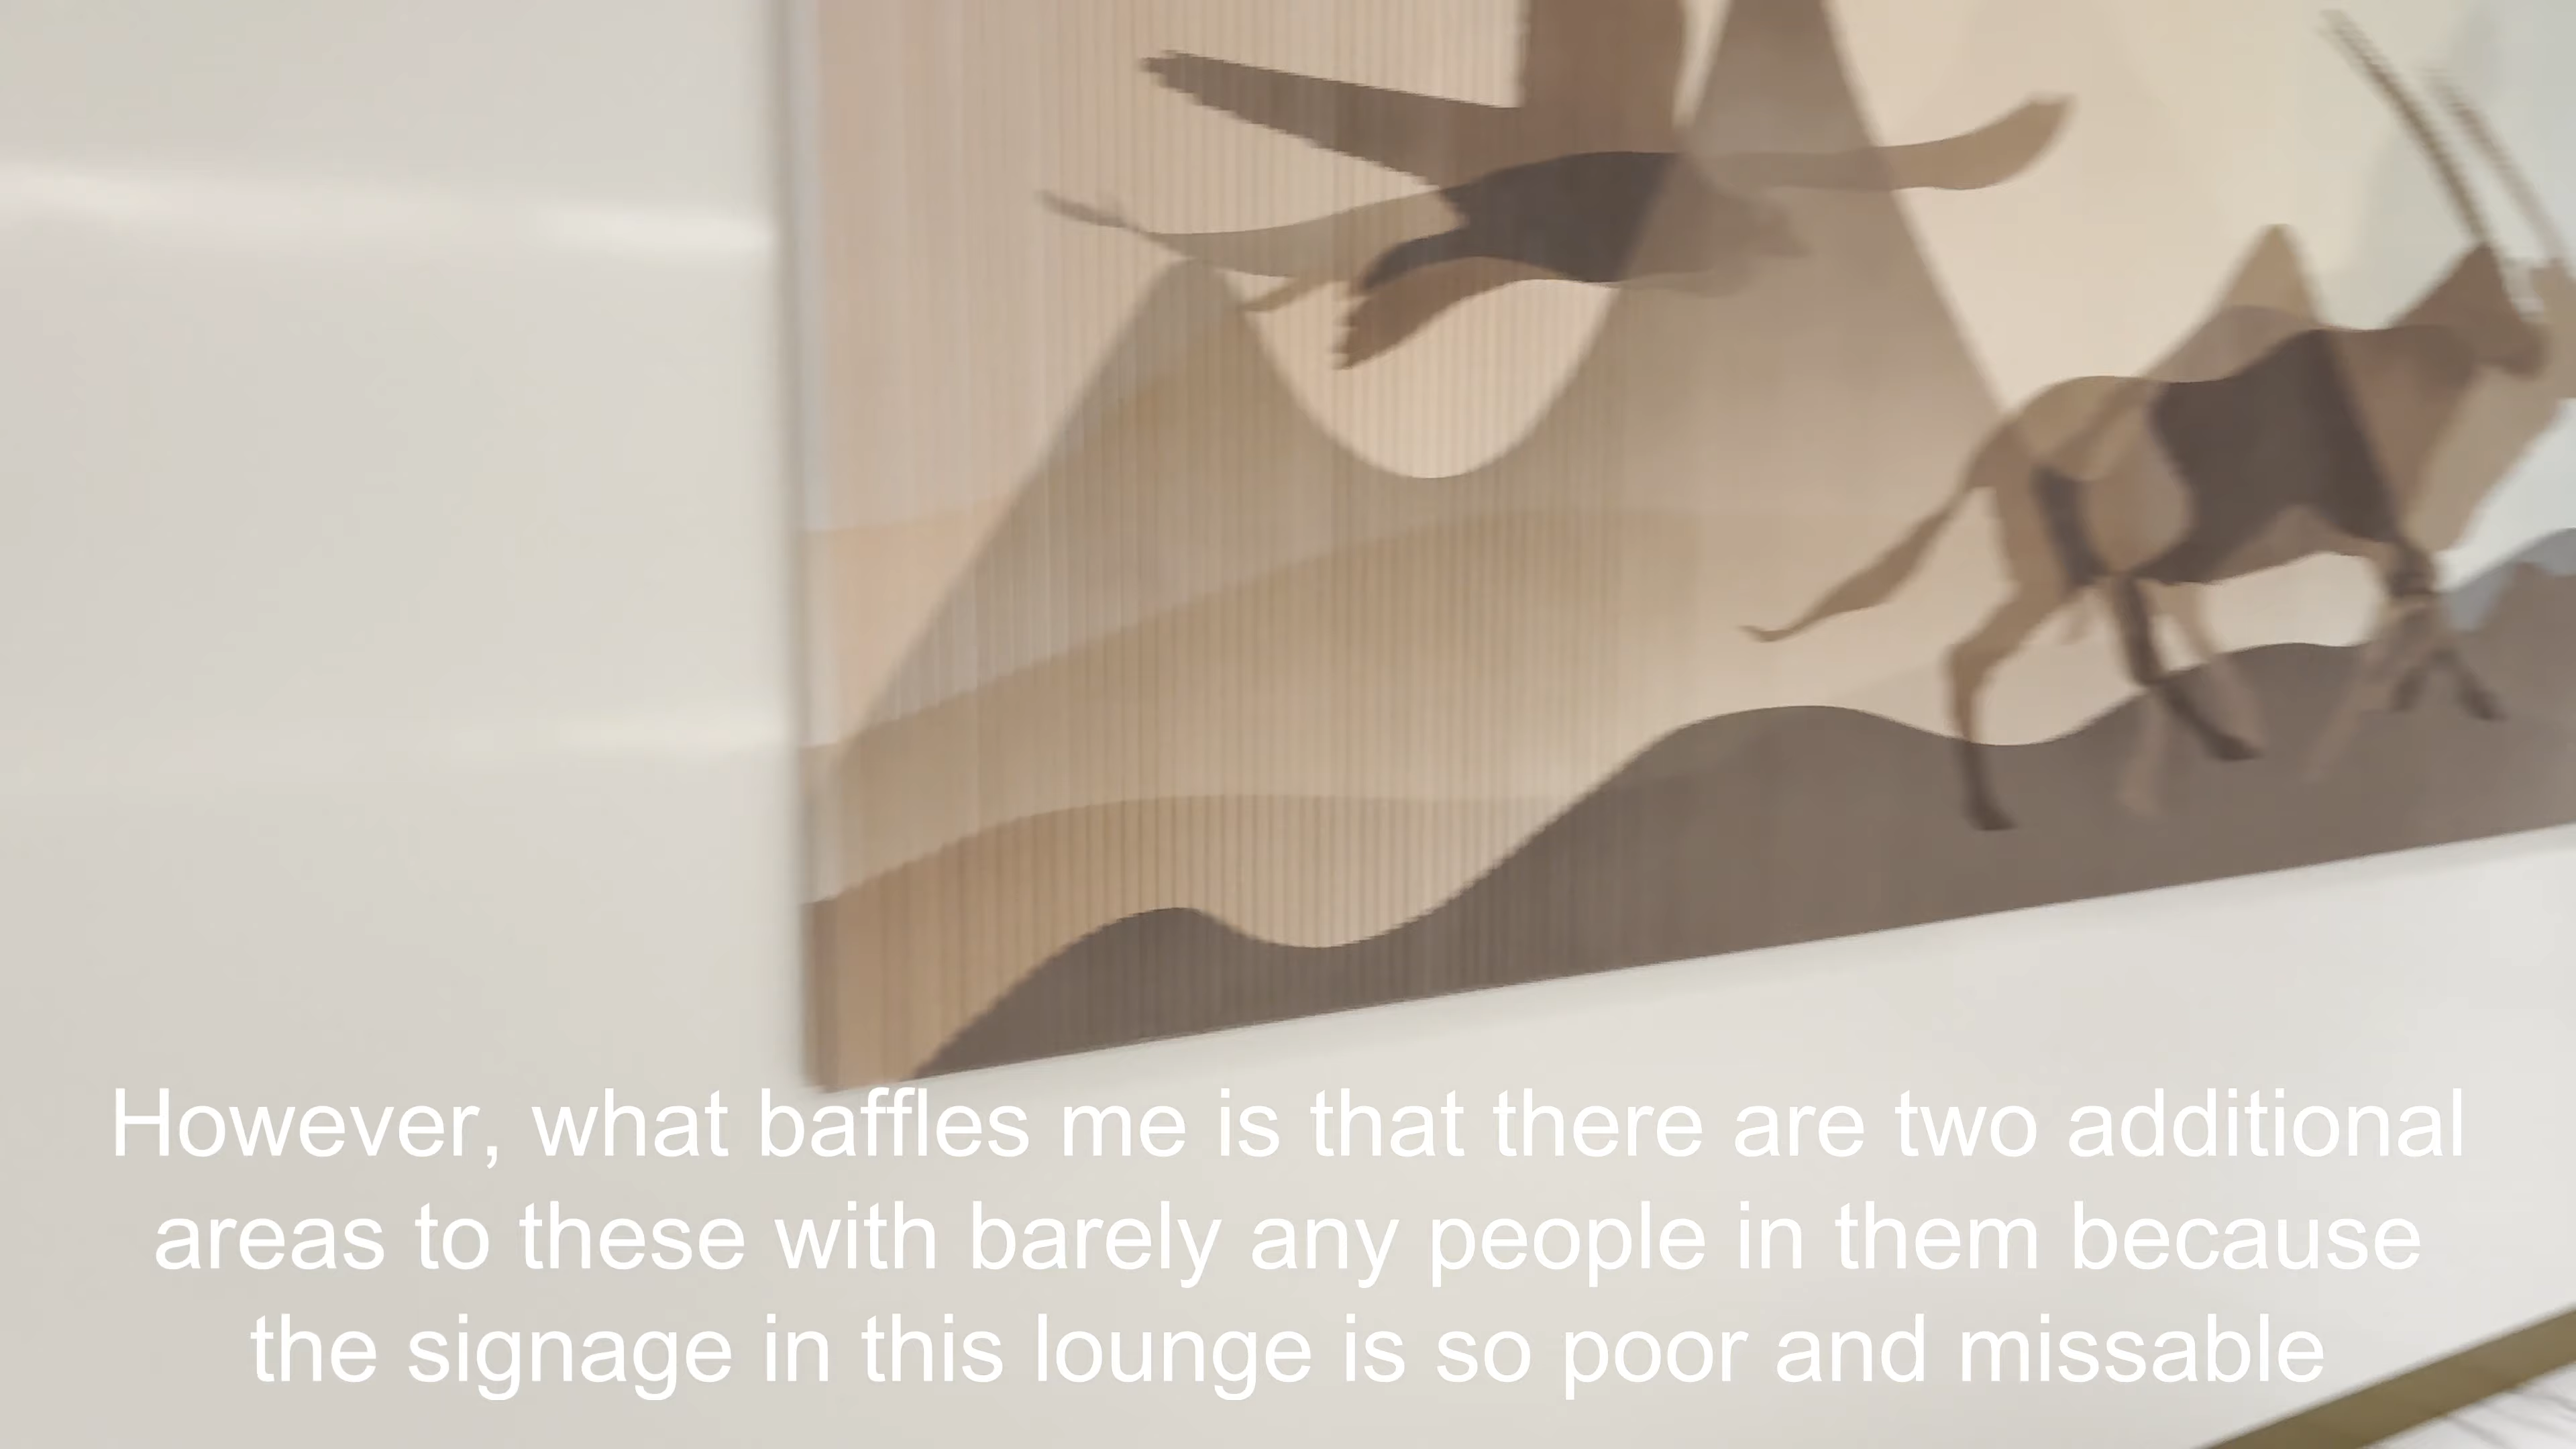 However, what baffles me is that there are two additional
areas to these with barely any people in them because
the signage in this lounge is so poor and missable